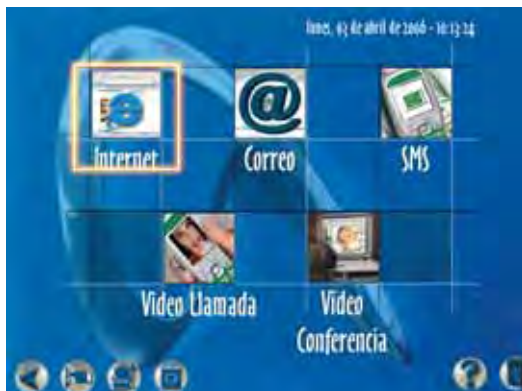 lunes, 03 de abril de 2006 - 10:13:24
Internet
Correo
SMS
Video Llamada
Video
Conferencia